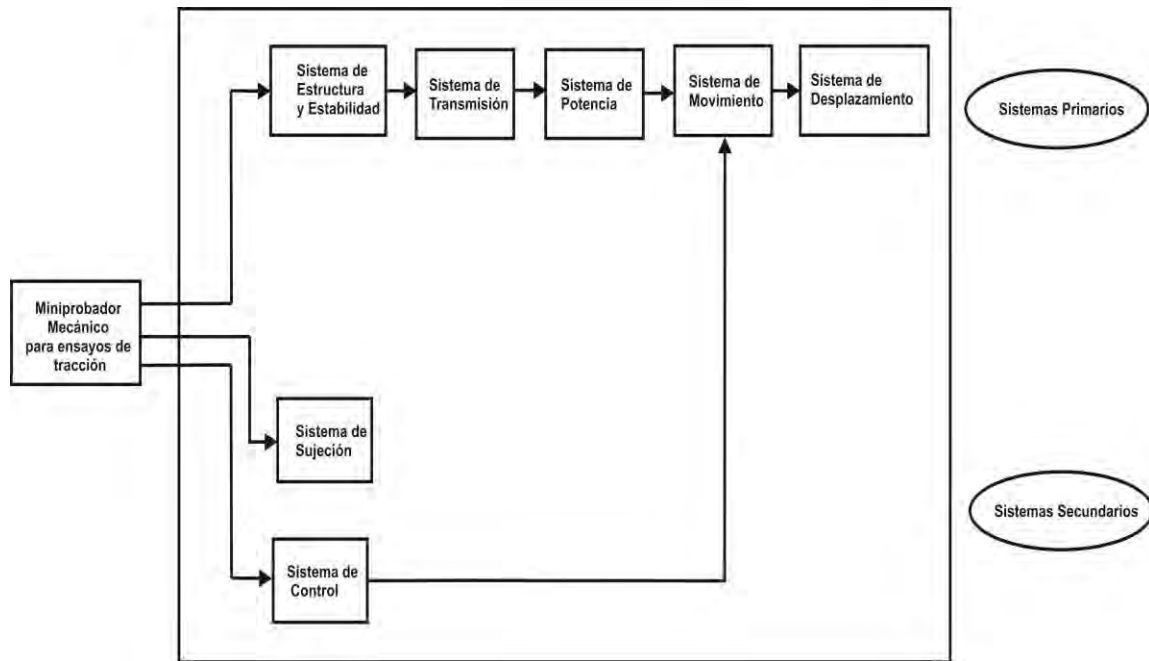 Sistema de
Estructura
y Estabilidad
Sistema de
Transmisión
Sistema de
Potencia
Sistema de
Movimiento
Sistema de
Desplazamiento
Sistemas Primarios
Miniprobador
Mecánico
para ensayos de
tracción
Sistema de
Sujeción
Sistemas Secundarios
Sistema de
Control